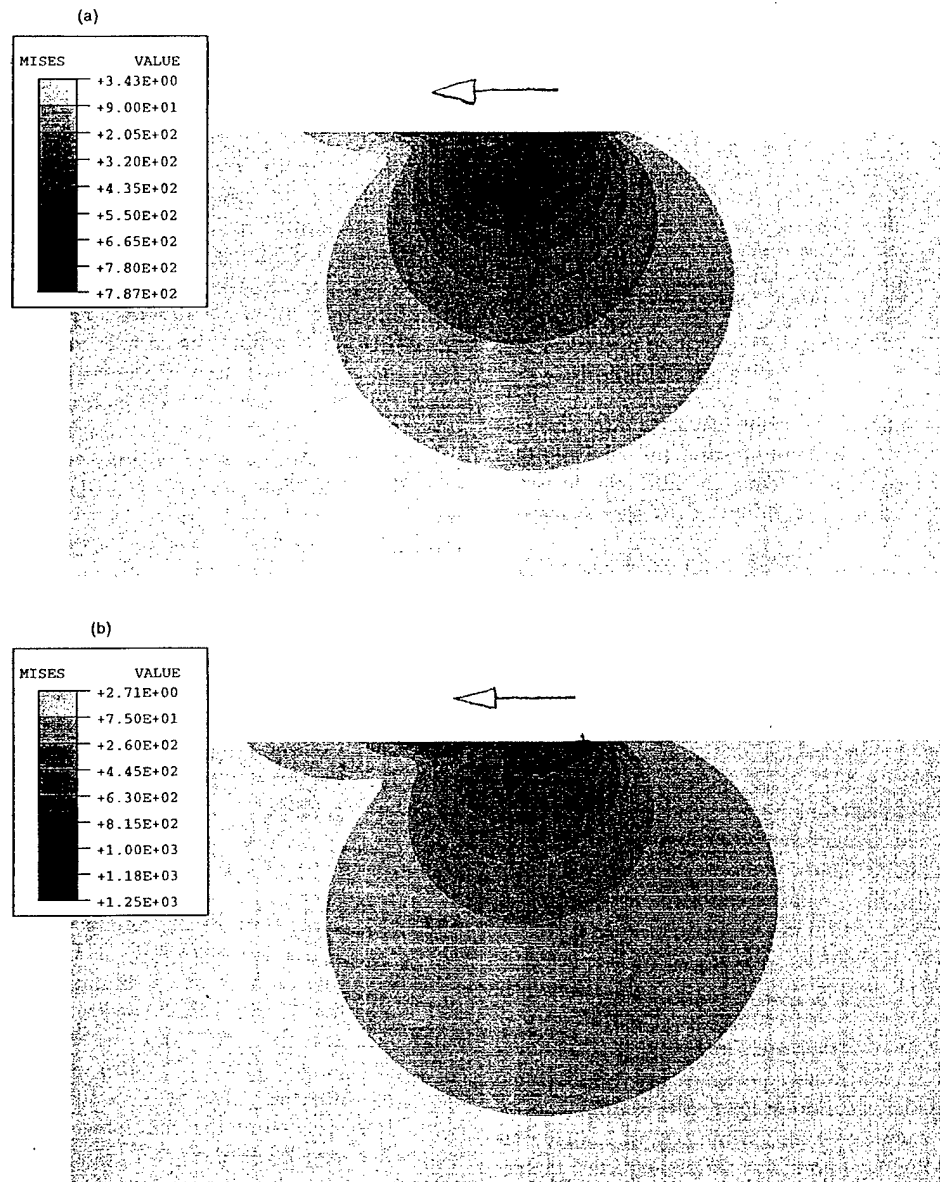 (a)
MISES VALUE
+3.43E+00
+9.00E+01
+2.05E+02
+3.20E+02
+4.35E+02
+5.50E+02
+6.65E+02
+7.80E+02
+7.87E+02
(b)
MISES VALUE
+2.71E+00
+7.50E+01
+2.60E+02
+4.45E+02
+6.30E+02
+8.15E+02
+1.00E+03
+1.18E+03
+1.25E+03